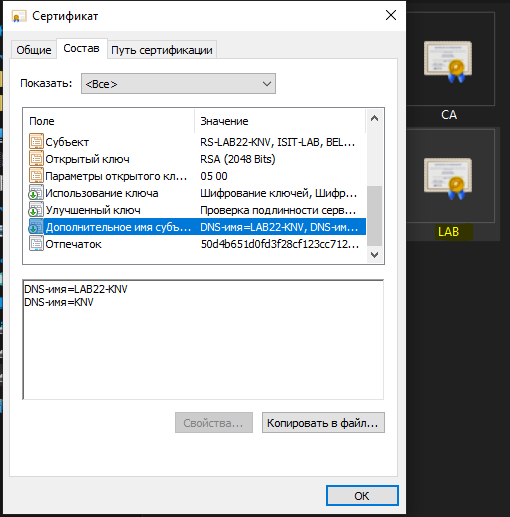 Сертификат
Общие Состав Путь сертификации
Показать: <Все>
Поле Значение
Субъект RS-LAB22-KNV, ISIT-LAB, BEL...
Открытый ключ RSA (2048 Bits)
Параметры открытого кл... 05 00
Использование ключа Шифрование ключей, Шифр...
Улучшенный ключ Проверка подлинности серв...
Дополнительное имя субъ... DNS-имя=LAB22-KNV, DNS-им...
Отпечаток 50d4b651d0fd3f28cf123cc712...
DNS-имя=LAB22-KNV
DNS-имя=KNV
Свойства... Копировать в файл...
OK
CA
LAB